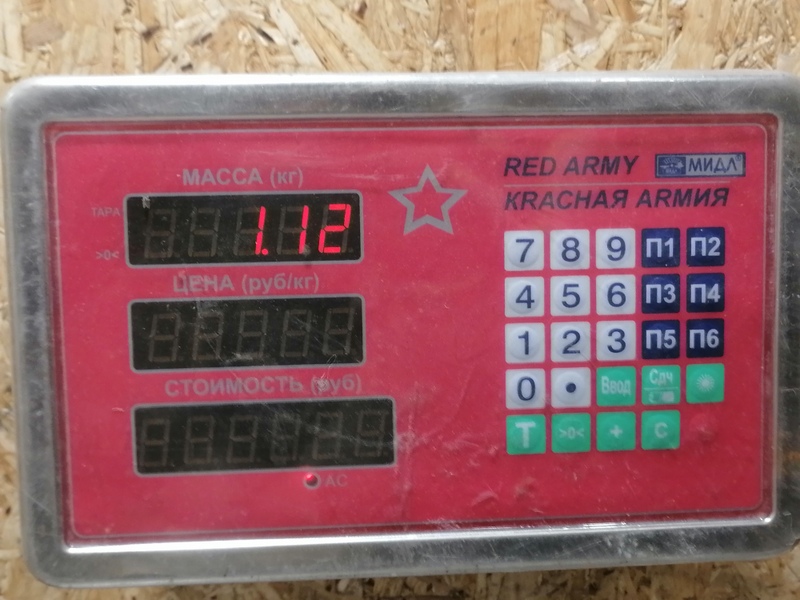 RED ARMY МИДЛ
KRАСНАЯ ARMИЯ
МАССА (кг)
ТАРА
>0<
1.12
ЦЕНА (руб/кг)
СТОИМОСТЬ (руб)
AC
7 8 9 П1 П2
4 5 6 П3 П4
1 2 3 П5 П6
0 • Ввод Сдч
T >0< + C